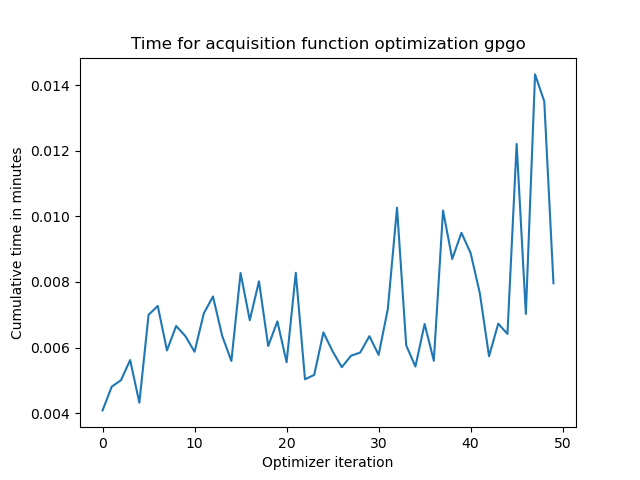 Time for acquisition function optimization gpgo
Cumulative time in minutes
0.014
0.012
0.010
0.008
0.006
0.004
0 10 20 30 40 50
Optimizer iteration